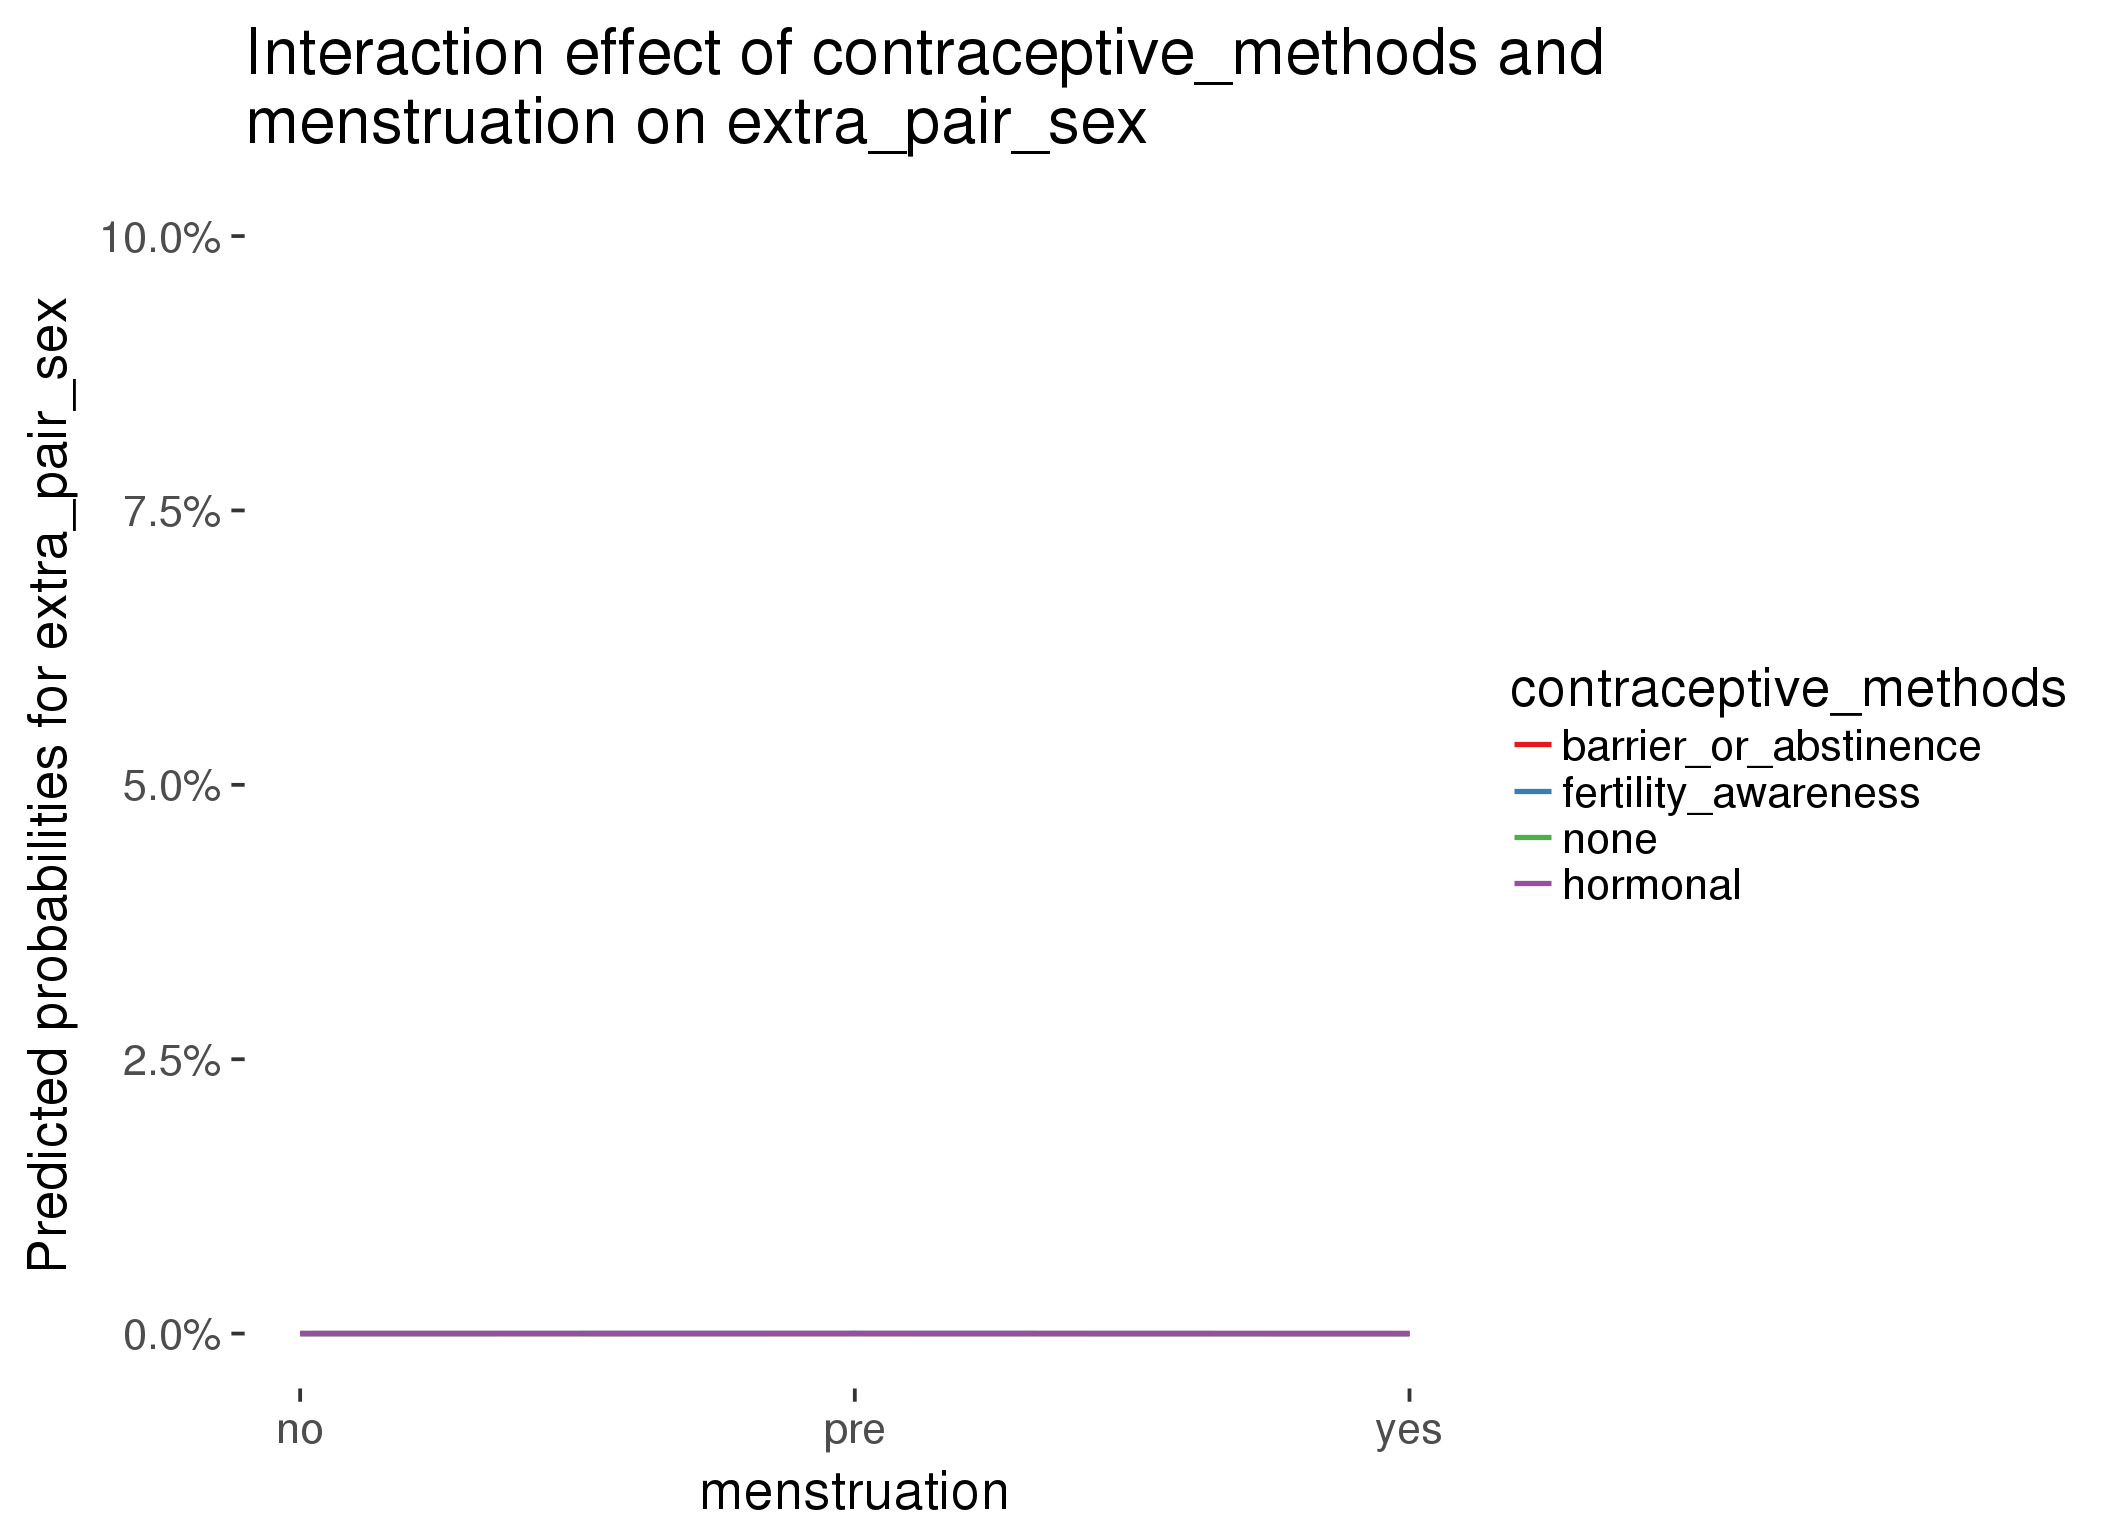 Interaction effect of contraceptive_methods and
menstruation on extra_pair_sex
Predicted probabilities for extra_pair_sex
10.0%
7.5%
5.0%
2.5%
0.0%
no
pre
yes
menstruation
contraceptive_methods
barrier_or_abstinence
fertility_awareness
none
hormonal